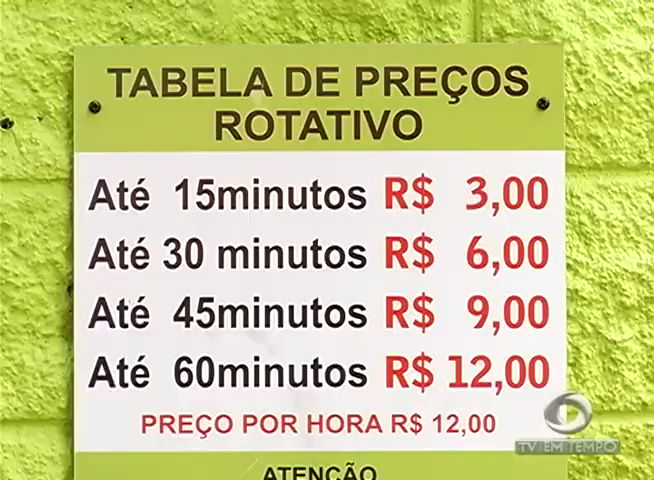 TABELA DE PREÇOS
ROTATIVO
Até 15minutos R$ 3,00
Até 30 minutos R$ 6,00
Até 45minutos R$ 9,00
Até 60minutos R$ 12,00
PREÇO POR HORA R$ 12,00
TV EM TEMPO
ATENÇÃO